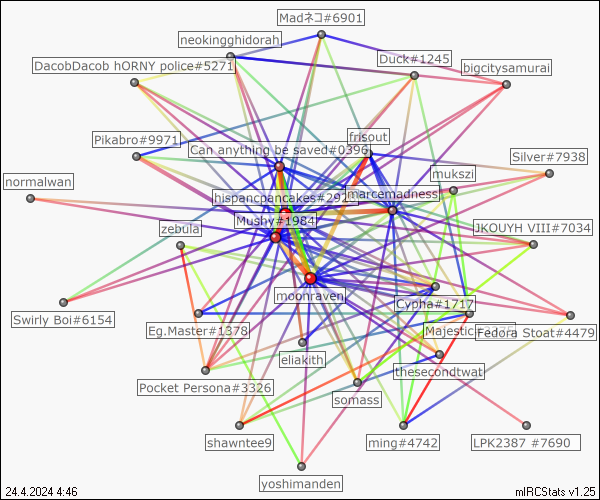 Madネコ#6901
neokingghidorah
Duck#1245
DacobDacob hORNY police#5271
bigcitysamurai
Pikabro#9971
frisout
Can anything be saved#0396
Silver#7938
mukszi
normalwan
hispancpancakes#292
marcemadness
Mushy#1984
zebula
JKOUYH VIII#7034
moonraven
Cypha#1717
Swirly Boi#6154
Eg.Master#1378
Majestic
Fedora Stoat#4479
eliakith
thesecondtwat
Pocket Persona#3326
somass
shawntee9
ming#4742
LPK2387 #7690
yoshimanden
24.4.2024 4:46
mIRCStats v1.25